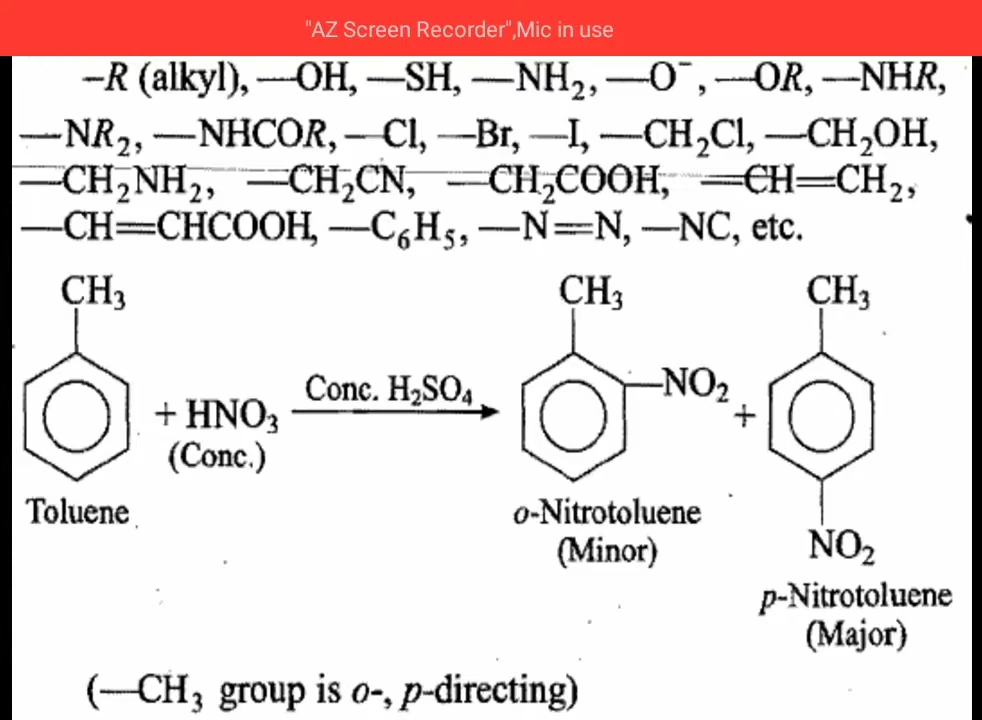 "AZ Screen Recorder",Mic in use
–R (alkyl), —OH, —SH, —NH₂, —O⁻, —OR, —NHR,
—NR₂, —NHCOR, —Cl, —Br, —I, —CH₂Cl, —CH₂OH,
—CH₂NH₂, —CH₂CN, —CH₂COOH, —CH=CH₂,
—CH=CHCOOH, —C₆H₅, —N=N, —NC, etc.
CH₃ CH₃ CH₃
+ HNO₃ Conc. H₂SO₄ —NO₂ +
(Conc.)
Toluene o-Nitrotoluene
(Minor) NO₂
p-Nitrotoluene
(Major)
(—CH₃ group is o-, p-directing)